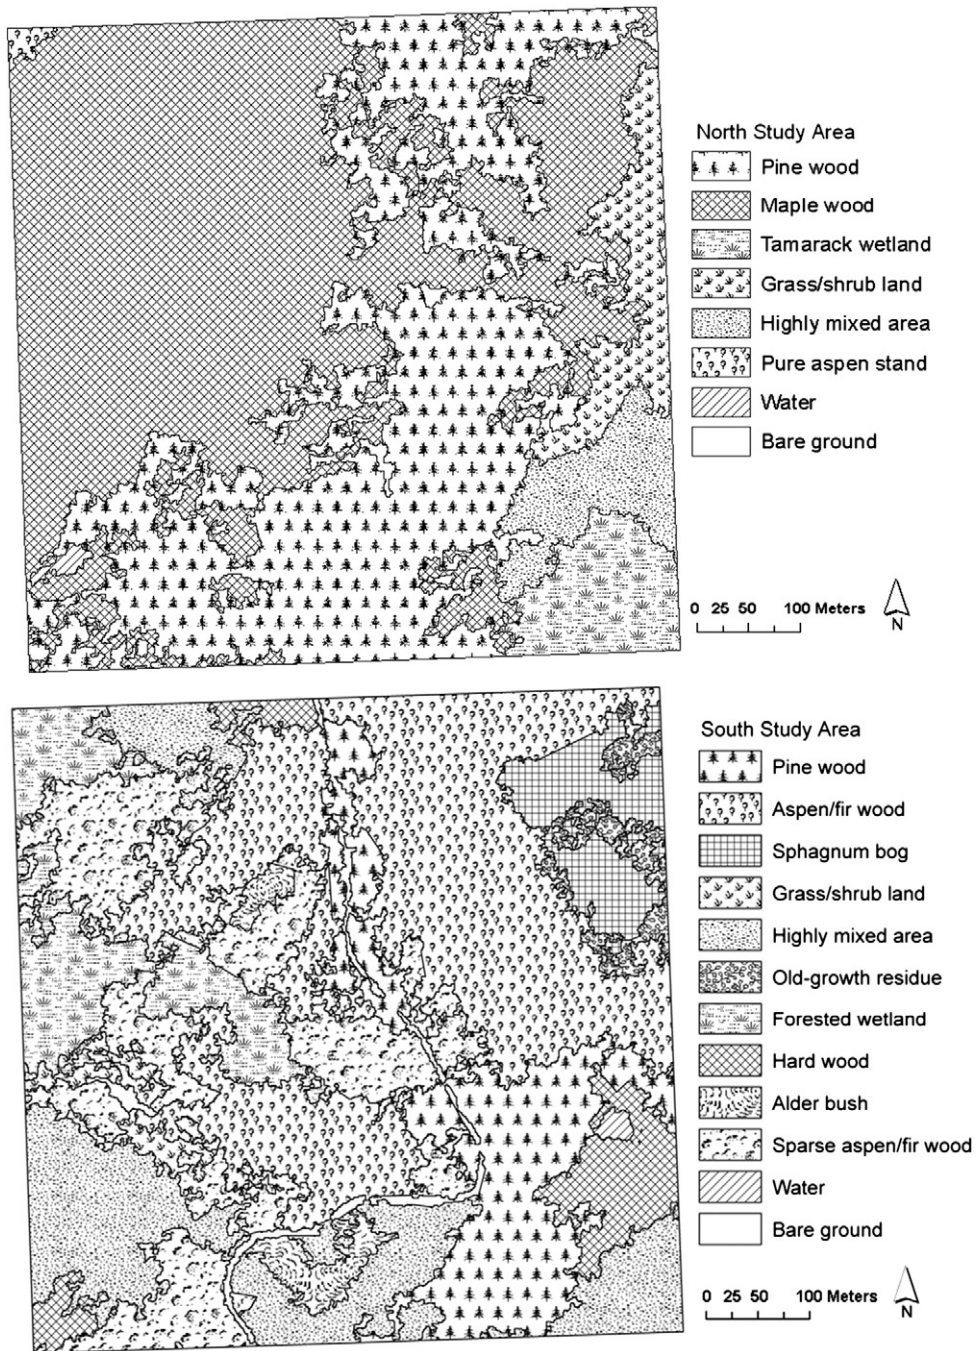 North Study Area
Pine wood
Maple wood
Tamarack wetland
Grass/shrub land
Highly mixed area
Pure aspen stand
Water
Bare ground
0 25 50 100 Meters
N
South Study Area
Pine wood
Aspen/fir wood
Sphagnum bog
Grass/shrub land
Highly mixed area
Old-growth residue
Forested wetland
Hard wood
Alder bush
Sparse aspen/fir wood
Water
Bare ground
0 25 50 100 Meters
N